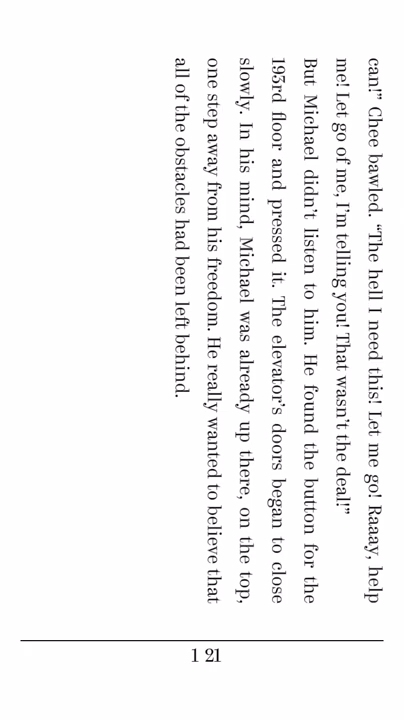 can!” Chee bawled. “The hell I need this! Let me go! Raaay, help
me! Let go of me, I’m telling you! That wasn’t the deal!”
But Michael didn’t listen to him. He found the button for the
193rd floor and pressed it. The elevator’s doors began to close
slowly. In his mind, Michael was already up there, on the top,
one step away from his freedom. He really wanted to believe that
all of the obstacles had been left behind.
1 21